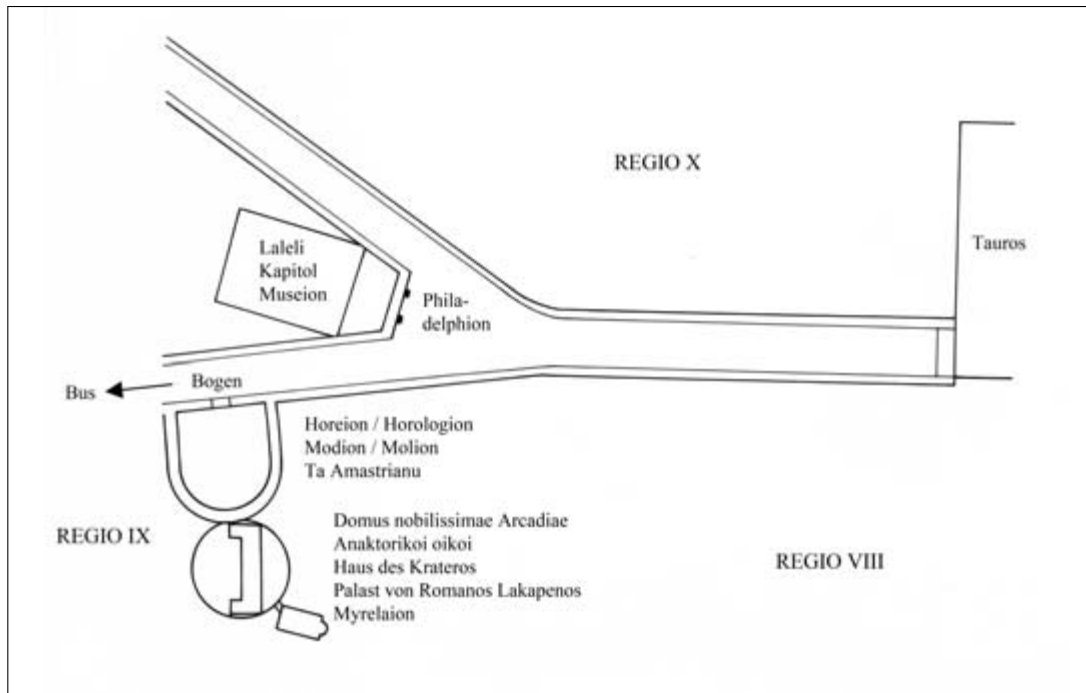 REGIO X
Tauros
Laleli
Kapitol
Museion
Phila-
delphion
Bus
Bogen
Horeion / Horologion
Modion / Molion
Ta Amastrianu
REGIO IX
Domus nobilissimae Arcadiae
Anaktorikoi oikoi
Haus des Krateros
Palast von Romanos Lakapenos
Myrelaion
REGIO VIII